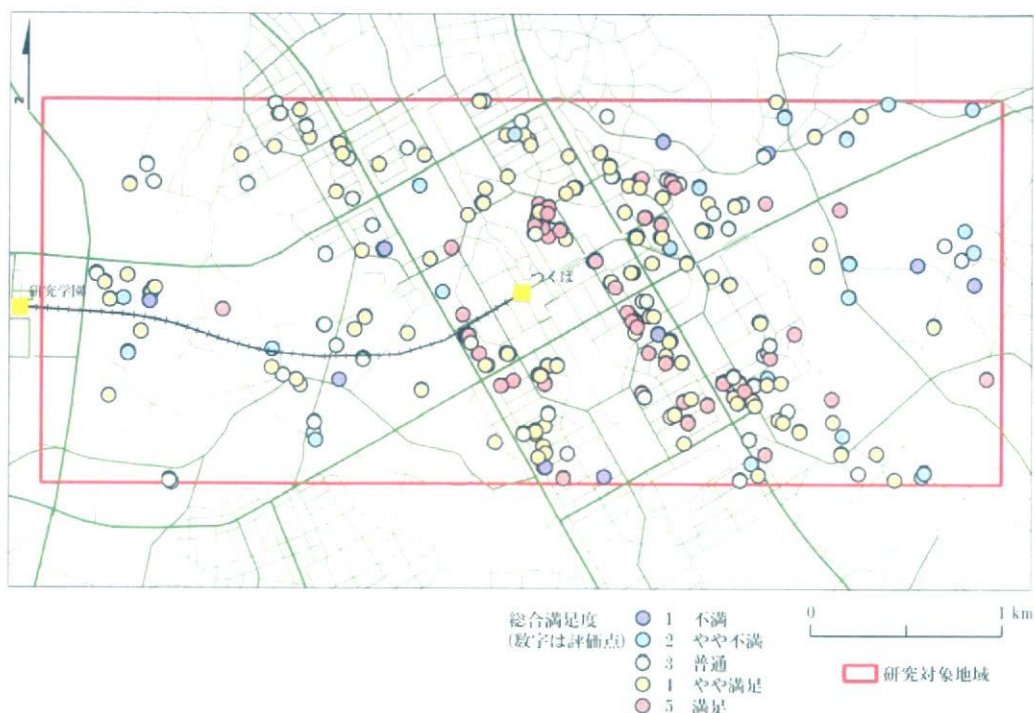 N
研究学園
つくば
総合満足度
(数字は評価点)
1 不満
2 やや不満
3 普通
4 やや満足
5 満足
0 1 km
研究対象地域